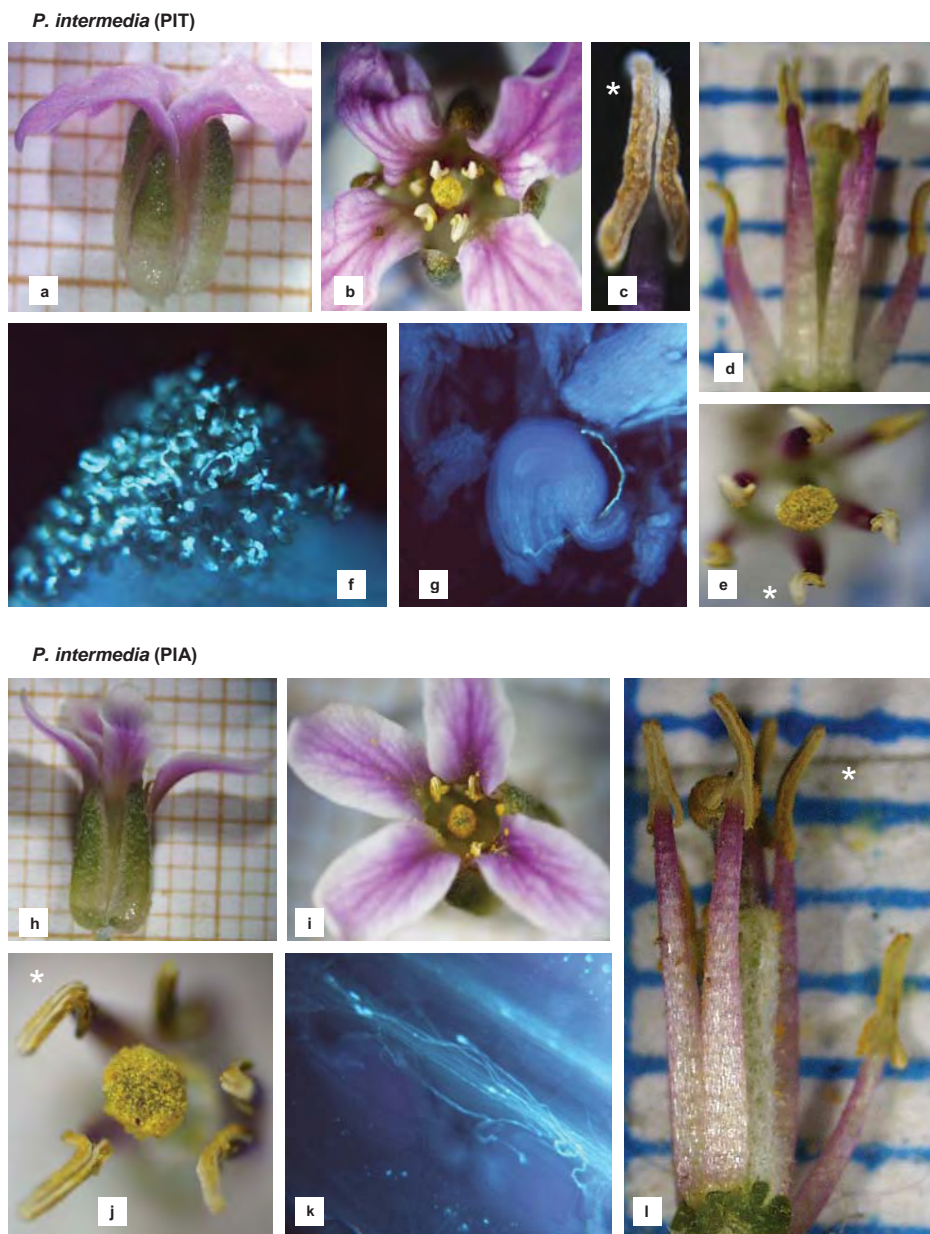 P. intermedia (PIT)
a
b
c
*
d
f
g
e
*
P. intermedia (PIA)
h
i
l
*
j
*
k